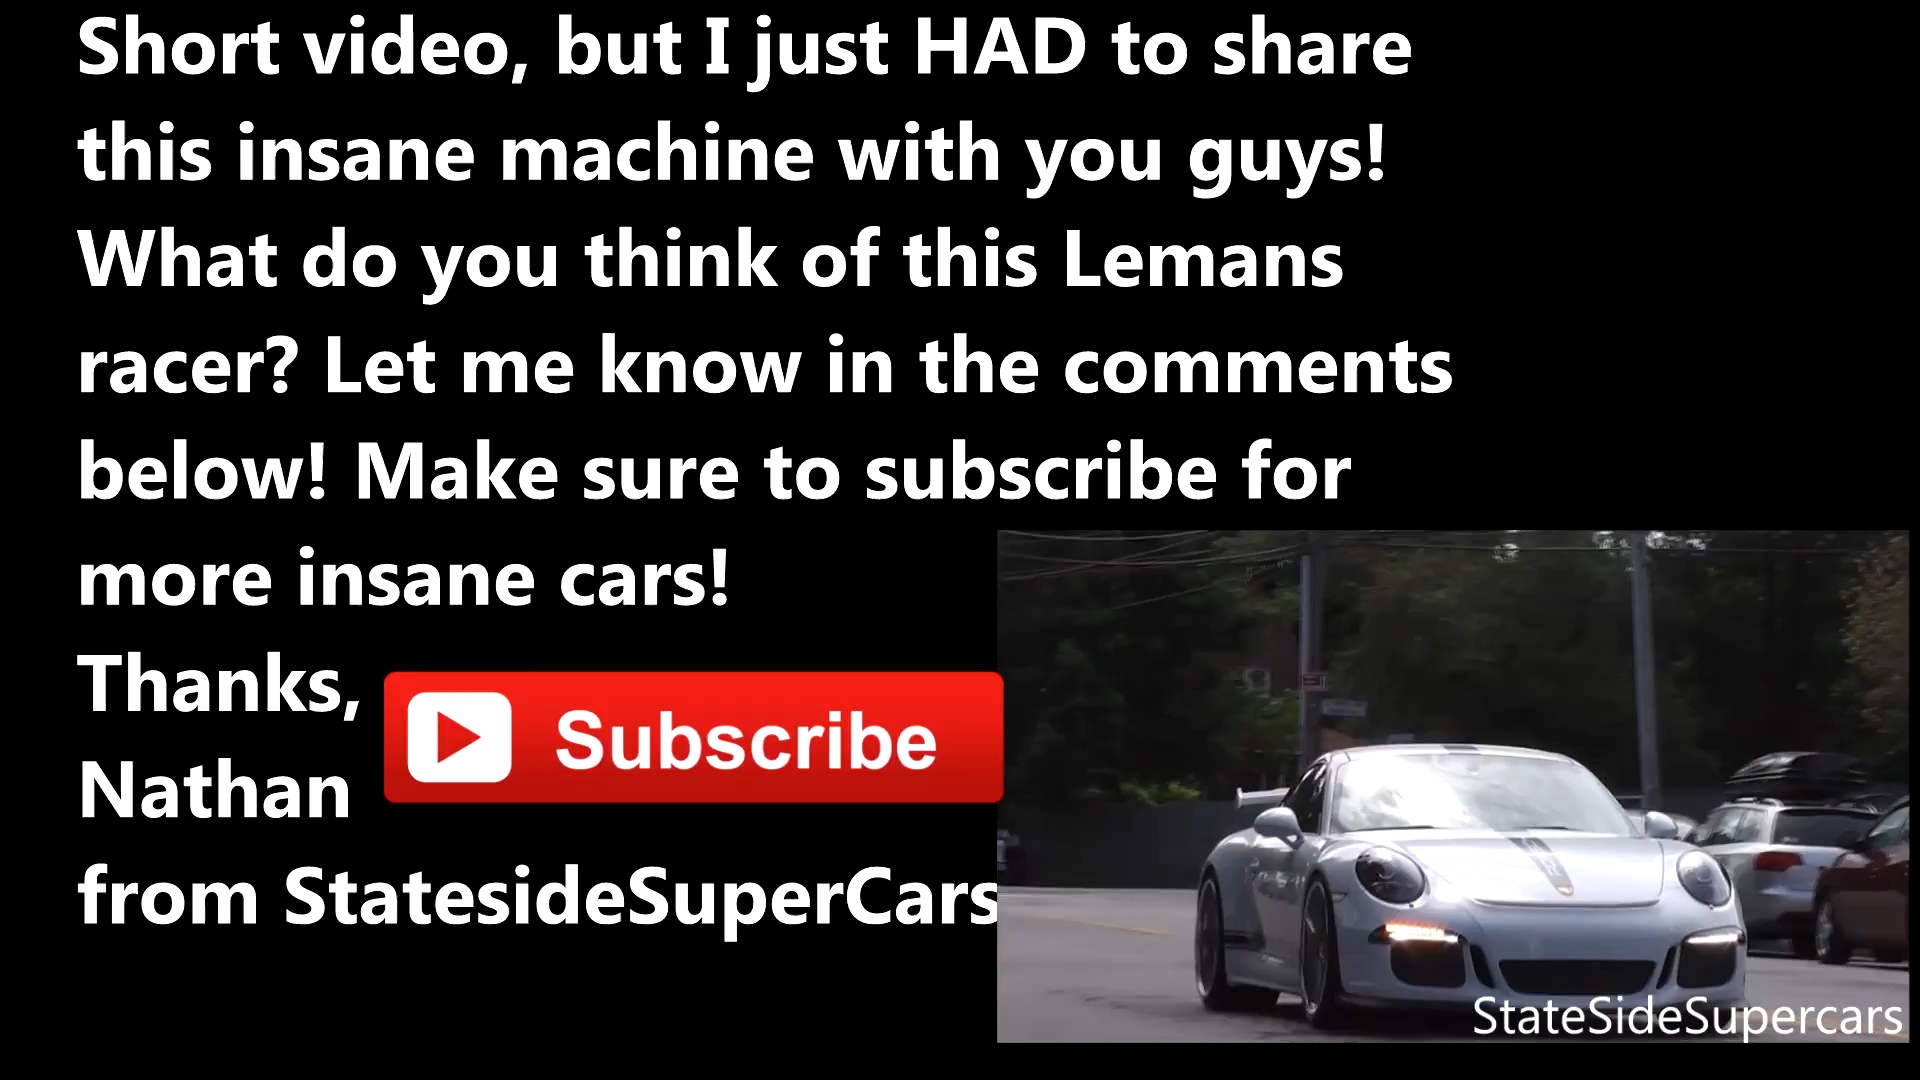 Short video, but I just HAD to share
this insane machine with you guys!
What do you think of this Lemans
racer? Let me know in the comments
below! Make sure to subscribe for
more insane cars!
Thanks,
Subscribe
Nathan
from StatesideSuperCars
StateSideSupercars